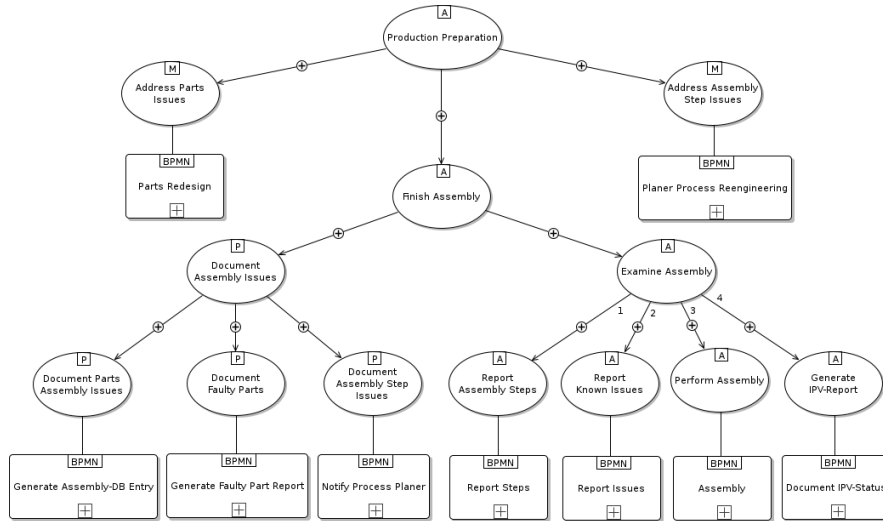 A
Production Preparation
M
Address Parts
Issues
M
Address Assembly
Step Issues
BPMN
Parts Redesign
BPMN
Planer Process Reengineering
A
Finish Assembly
P
Document
Assembly Issues
A
Examine Assembly
1
2
3
4
P
Document Parts
Assembly Issues
P
Document
Faulty Parts
P
Document
Assembly Step
Issues
A
Report
Assembly Steps
A
Report
Known Issues
A
Perform Assembly
A
Generate
IPV-Report
BPMN
Generate Assembly-DB Entry
BPMN
Generate Faulty Part Report
BPMN
Notify Process Planer
BPMN
Report Steps
BPMN
Report Issues
BPMN
Assembly
BPMN
Document IPV-Status